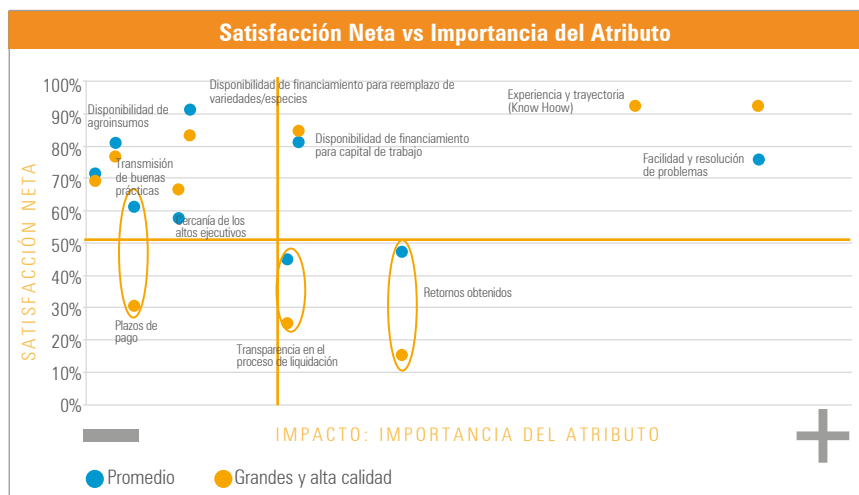 Satisfacción Neta vs Importancia del Atributo
100%
90%
80%
70%
60%
50%
40%
30%
20%
10%
0%
SATISFACCIÓN NETA
Disponibilidad de financiamiento para reemplazo de
variedades/especies
Disponibilidad de
agroinsumos
Experiencia y trayectoria
(Know Hoow)
Disponibilidad de financiamiento
para capital de trabajo
Facilidad y resolución
de problemas
Transmisión
de buenas
prácticas
Cercanía de los
altos ejecutivos
Retornos obtenidos
Plazos de
pago
Transparencia en el
proceso de liquidación
IMPACTO: IMPORTANCIA DEL ATRIBUTO
Promedio
Grandes y alta calidad